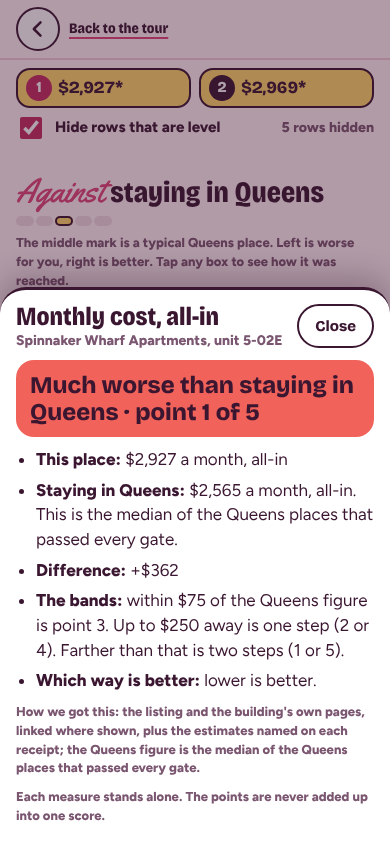 Back to the tour
1 $2,927*
2 $2,969*
Hide rows that are level
5 rows hidden
Against staying in Queens
The middle mark is a typical Queens place. Left is worse
for you, right is better. Tap any box to see how it was
reached.
Monthly cost, all-in
Spinnaker Wharf Apartments, unit 5-02E
Close
Much worse than staying in
Queens · point 1 of 5
• This place: $2,927 a month, all-in
• Staying in Queens: $2,565 a month, all-in.
This is the median of the Queens places that
passed every gate.
• Difference: +$362
• The bands: within $75 of the Queens figure
is point 3. Up to $250 away is one step (2 or
4). Farther than that is two steps (1 or 5).
• Which way is better: lower is better.
How we got this: the listing and the building's own pages,
linked where shown, plus the estimates named on each
receipt; the Queens figure is the median of the Queens
places that passed every gate.
Each measure stands alone. The points are never added up
into one score.